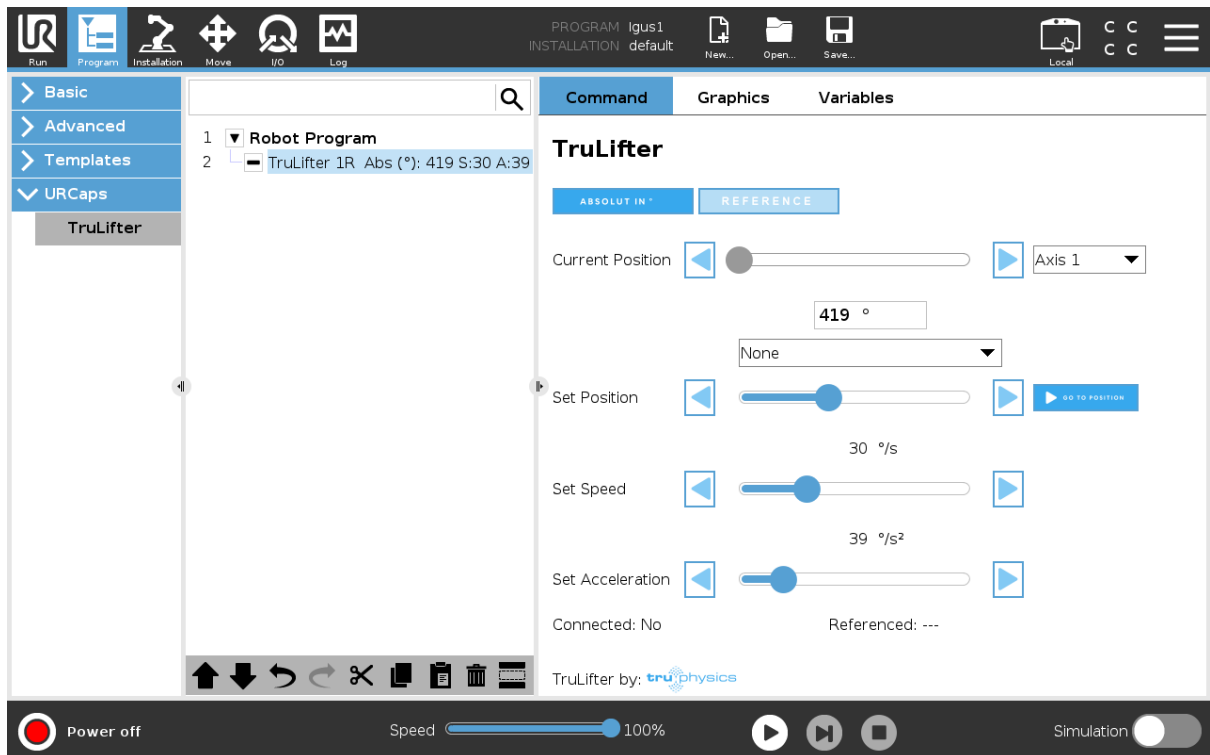 PROGRAM Igus1
INSTALLATION default
New... Open... Save...
Local
C C
C C
Run Program Installation Move I/O Log
Basic
Advanced
Templates
URCaps
TruLifter
1 Robot Program
2 TruLifter 1R Abs (°): 419 S:30 A:39
Command Graphics Variables
TruLifter
ABSOLUT IN ° REFERENCE
Current Position Axis 1
419 °
None
Set Position GO TO POSITION
30 °/s
Set Speed
39 °/s²
Set Acceleration
Connected: No Referenced: ---
TruLifter by: truphysics
Power off Speed 100% Simulation